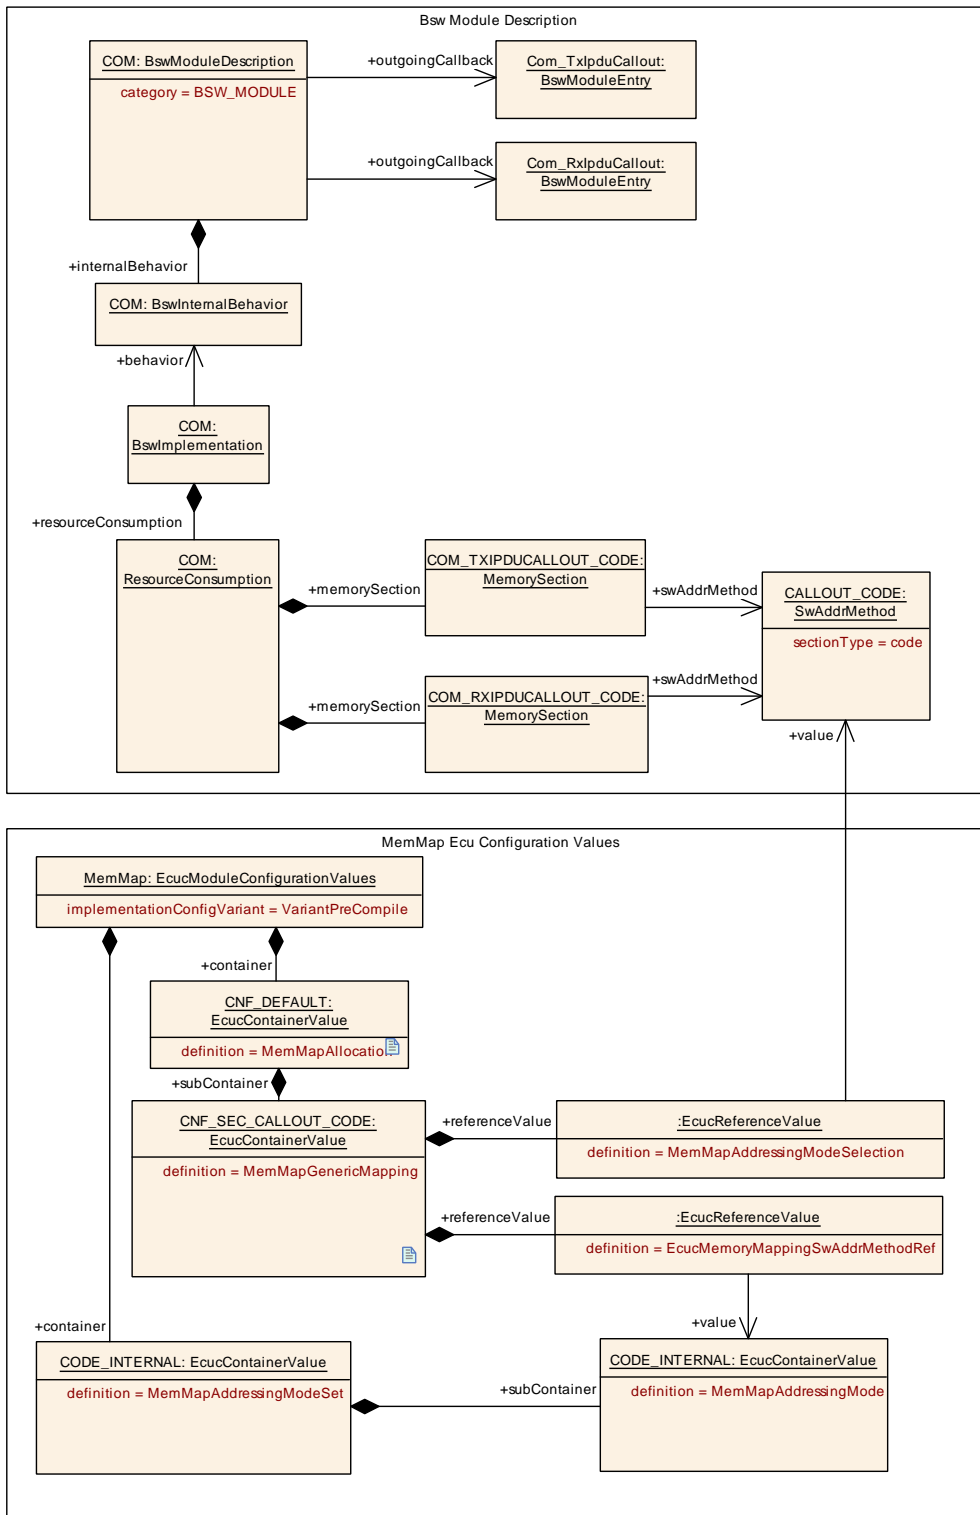 Bsw Module Description
COM: BswModuleDescription
category = BSW_MODULE
+outgoingCallback
Com_TxIpduCallout:
BswModuleEntry
+outgoingCallback
Com_RxIpduCallout:
BswModuleEntry
+internalBehavior
COM: BswInternalBehavior
+behavior
COM:
BswImplementation
+resourceConsumption
COM:
ResourceConsumption
+memorySection
COM_TXIPDUCALLOUT_CODE:
MemorySection
+swAddrMethod
CALLOUT_CODE:
SwAddrMethod
sectionType = code
+memorySection
COM_RXIPDUCALLOUT_CODE:
MemorySection
+swAddrMethod
+value
MemMap Ecu Configuration Values
MemMap: EcucModuleConfigurationValues
implementationConfigVariant = VariantPreCompile
+container
CNF_DEFAULT:
EcucContainerValue
definition = MemMapAllocation
+subContainer
CNF_SEC_CALLOUT_CODE:
EcucContainerValue
definition = MemMapGenericMapping
+referenceValue
:EcucReferenceValue
definition = MemMapAddressingModeSelection
+referenceValue
:EcucReferenceValue
definition = EcucMemoryMappingSwAddrMethodRef
+value
+container
CODE_INTERNAL: EcucContainerValue
definition = MemMapAddressingModeSet
+subContainer
CODE_INTERNAL: EcucContainerValue
definition = MemMapAddressingMode